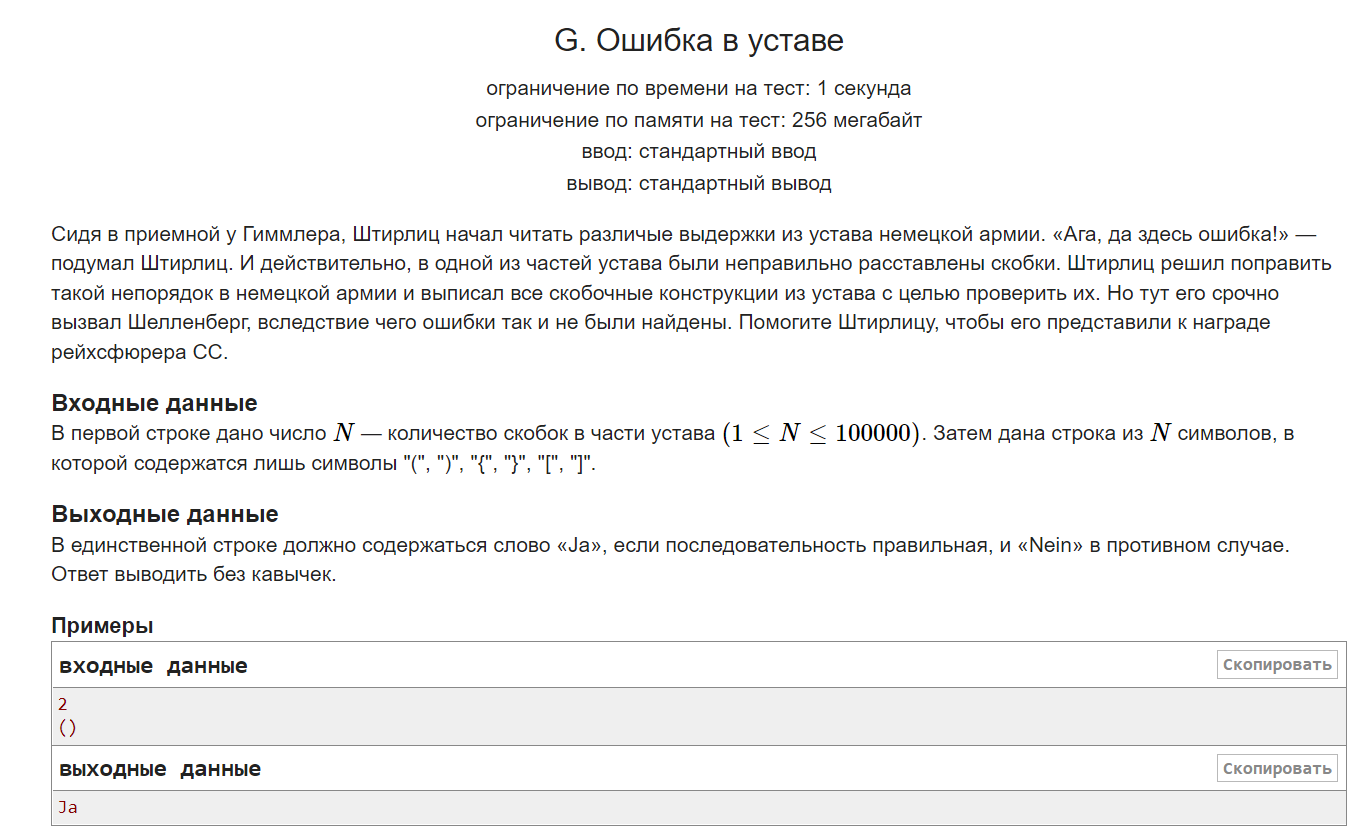 G. Ошибка в уставе
ограничение по времени на тест: 1 секунда
ограничение по памяти на тест: 256 мегабайт
ввод: стандартный ввод
вывод: стандартный вывод
Сидя в приемной у Гиммлера, Штирлиц начал читать различые выдержки из устава немецкой армии. «Ага, да здесь ошибка!» —
подумал Штирлиц. И действительно, в одной из частей устава были неправильно расставлены скобки. Штирлиц решил поправить
такой непорядок в немецкой армии и выписал все скобочные конструкции из устава с целью проверить их. Но тут его срочно
вызвал Шелленберг, вследствие чего ошибки так и не были найдены. Помогите Штирлицу, чтобы его представили к награде
рейхсфюрера СС.
Входные данные
В первой строке дано число N — количество скобок в части устава (1 ≤ N ≤ 100000). Затем дана строка из N символов, в
которой содержатся лишь символы "(", ")", "{", "}", "[", "]".
Выходные данные
В единственной строке должно содержаться слово «Ja», если последовательность правильная, и «Nein» в противном случае.
Ответ выводить без кавычек.
Примеры
входные данные
Скопировать
2
()
выходные данные
Скопировать
Ja